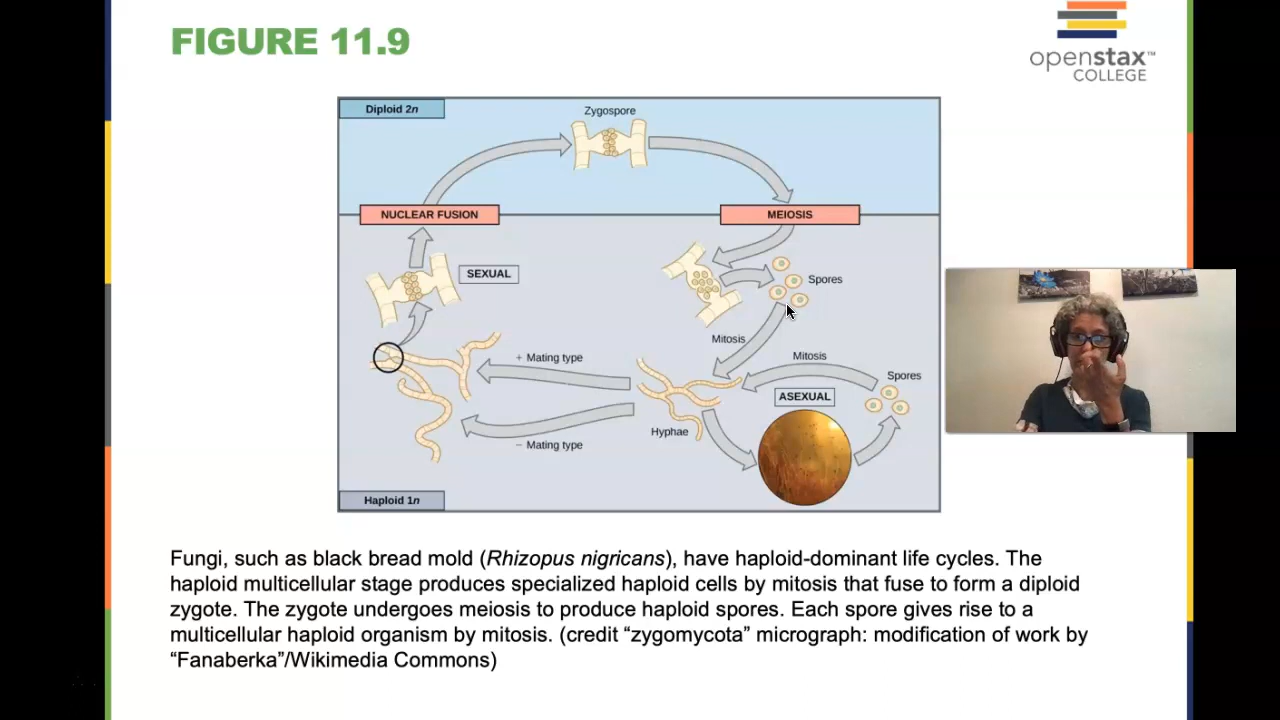 FIGURE 11.9
openstax™
COLLEGE
Diploid 2n
Zygospore
NUCLEAR FUSION
MEIOSIS
SEXUAL
Spores
Mitosis
+ Mating type
Mitosis
Spores
ASEXUAL
Hyphae
− Mating type
Haploid 1n
Fungi, such as black bread mold (Rhizopus nigricans), have haploid-dominant life cycles. The
haploid multicellular stage produces specialized haploid cells by mitosis that fuse to form a diploid
zygote. The zygote undergoes meiosis to produce haploid spores. Each spore gives rise to a
multicellular haploid organism by mitosis. (credit “zygomycota” micrograph: modification of work by
“Fanaberka”/Wikimedia Commons)